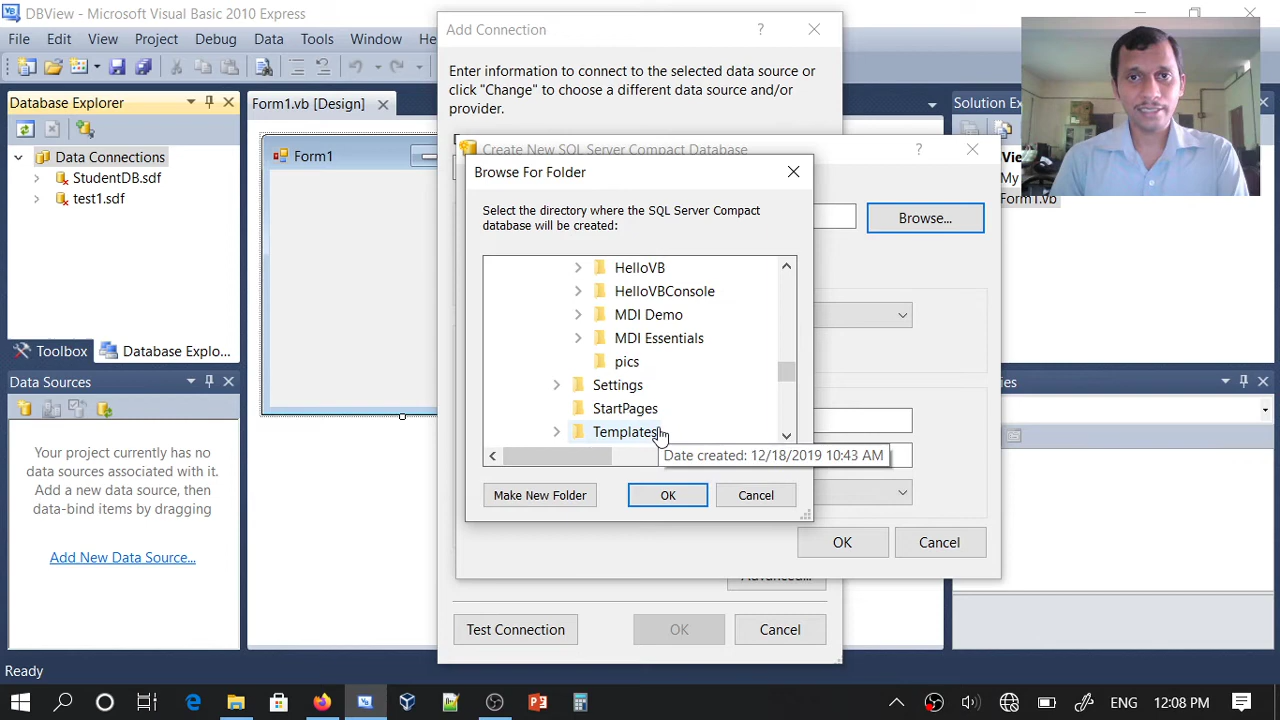 DBView - Microsoft Visual Basic 2010 Express
File Edit View Project Debug Data Tools Window
Database Explorer
Data Connections
StudentDB.sdf
test1.sdf
Toolbox
Database Explo...
Data Sources
Your project currently has no
data sources associated with it.
Add a new data source, then
data-bind items by dragging
Add New Data Source...
Form1.vb [Design]
Form1
Add Connection
?
Enter information to connect to the selected data source or
click "Change" to choose a different data source and/or
provider.
Create New SQL Server Compact Database
?
Browse...
Browse For Folder
Select the directory where the SQL Server Compact
database will be created:
HelloVB
HelloVBConsole
MDI Demo
MDI Essentials
pics
Settings
StartPages
Templates
Date created: 12/18/2019 10:43 AM
Make New Folder
OK
Cancel
OK
Cancel
Test Connection
OK
Cancel
Solution Ex
My
Form1.vb
Ready
ENG
12:08 PM